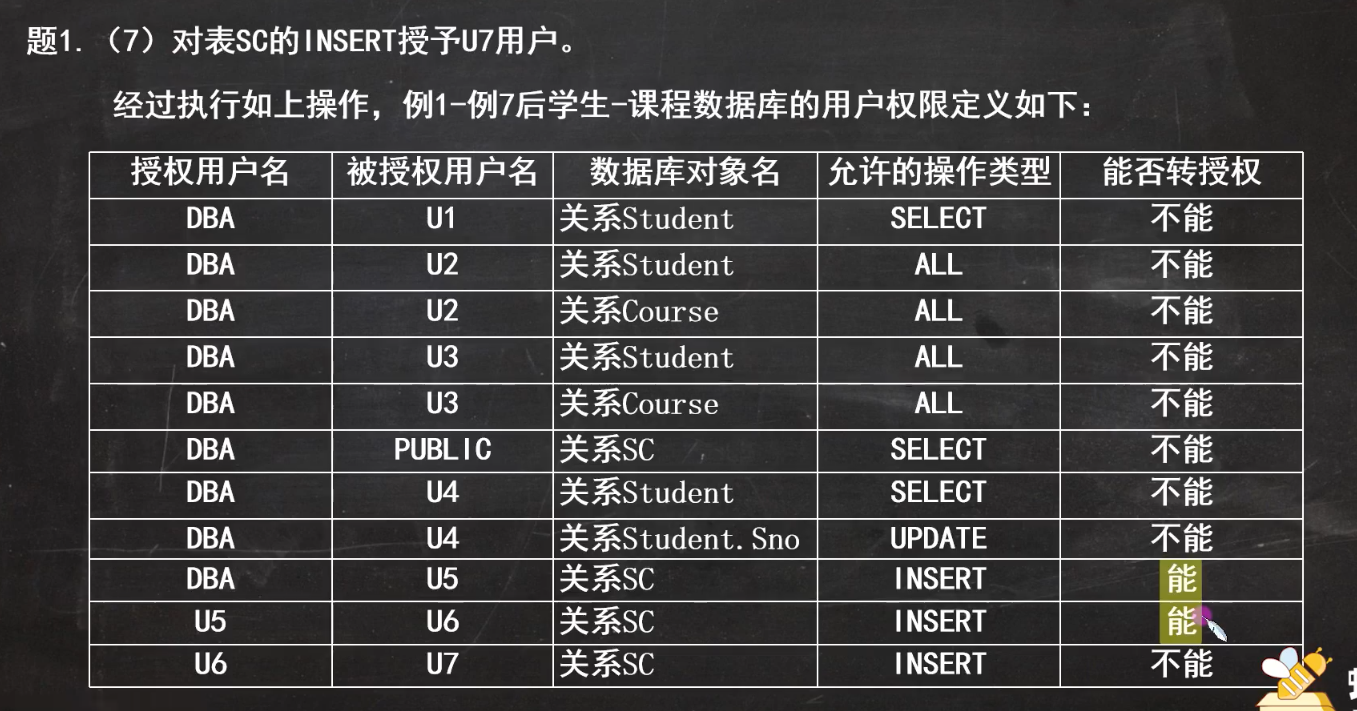 题1.（7）对表SC的INSERT授予U7用户。
经过执行如上操作，例1-例7后学生-课程数据库的用户权限定义如下：
授权用户名 被授权用户名 数据库对象名 允许的操作类型 能否转授权
DBA U1 关系Student SELECT 不能
DBA U2 关系Student ALL 不能
DBA U2 关系Course ALL 不能
DBA U3 关系Student ALL 不能
DBA U3 关系Course ALL 不能
DBA PUBLIC 关系SC SELECT 不能
DBA U4 关系Student SELECT 不能
DBA U4 关系Student.Sno UPDATE 不能
DBA U5 关系SC INSERT 能
U5 U6 关系SC INSERT 能
U6 U7 关系SC INSERT 不能